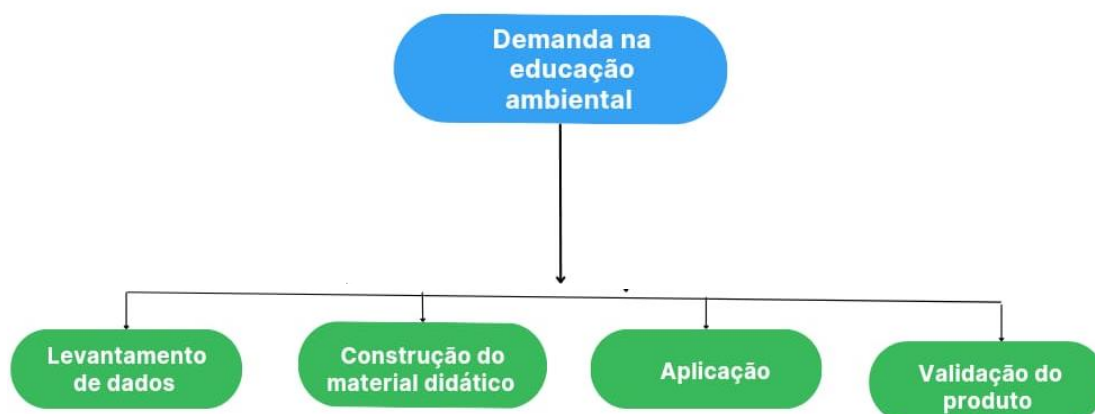 Demanda na
educação
ambiental
Levantamento
de dados
Construção do
material didático
Aplicação
Validação do
produto